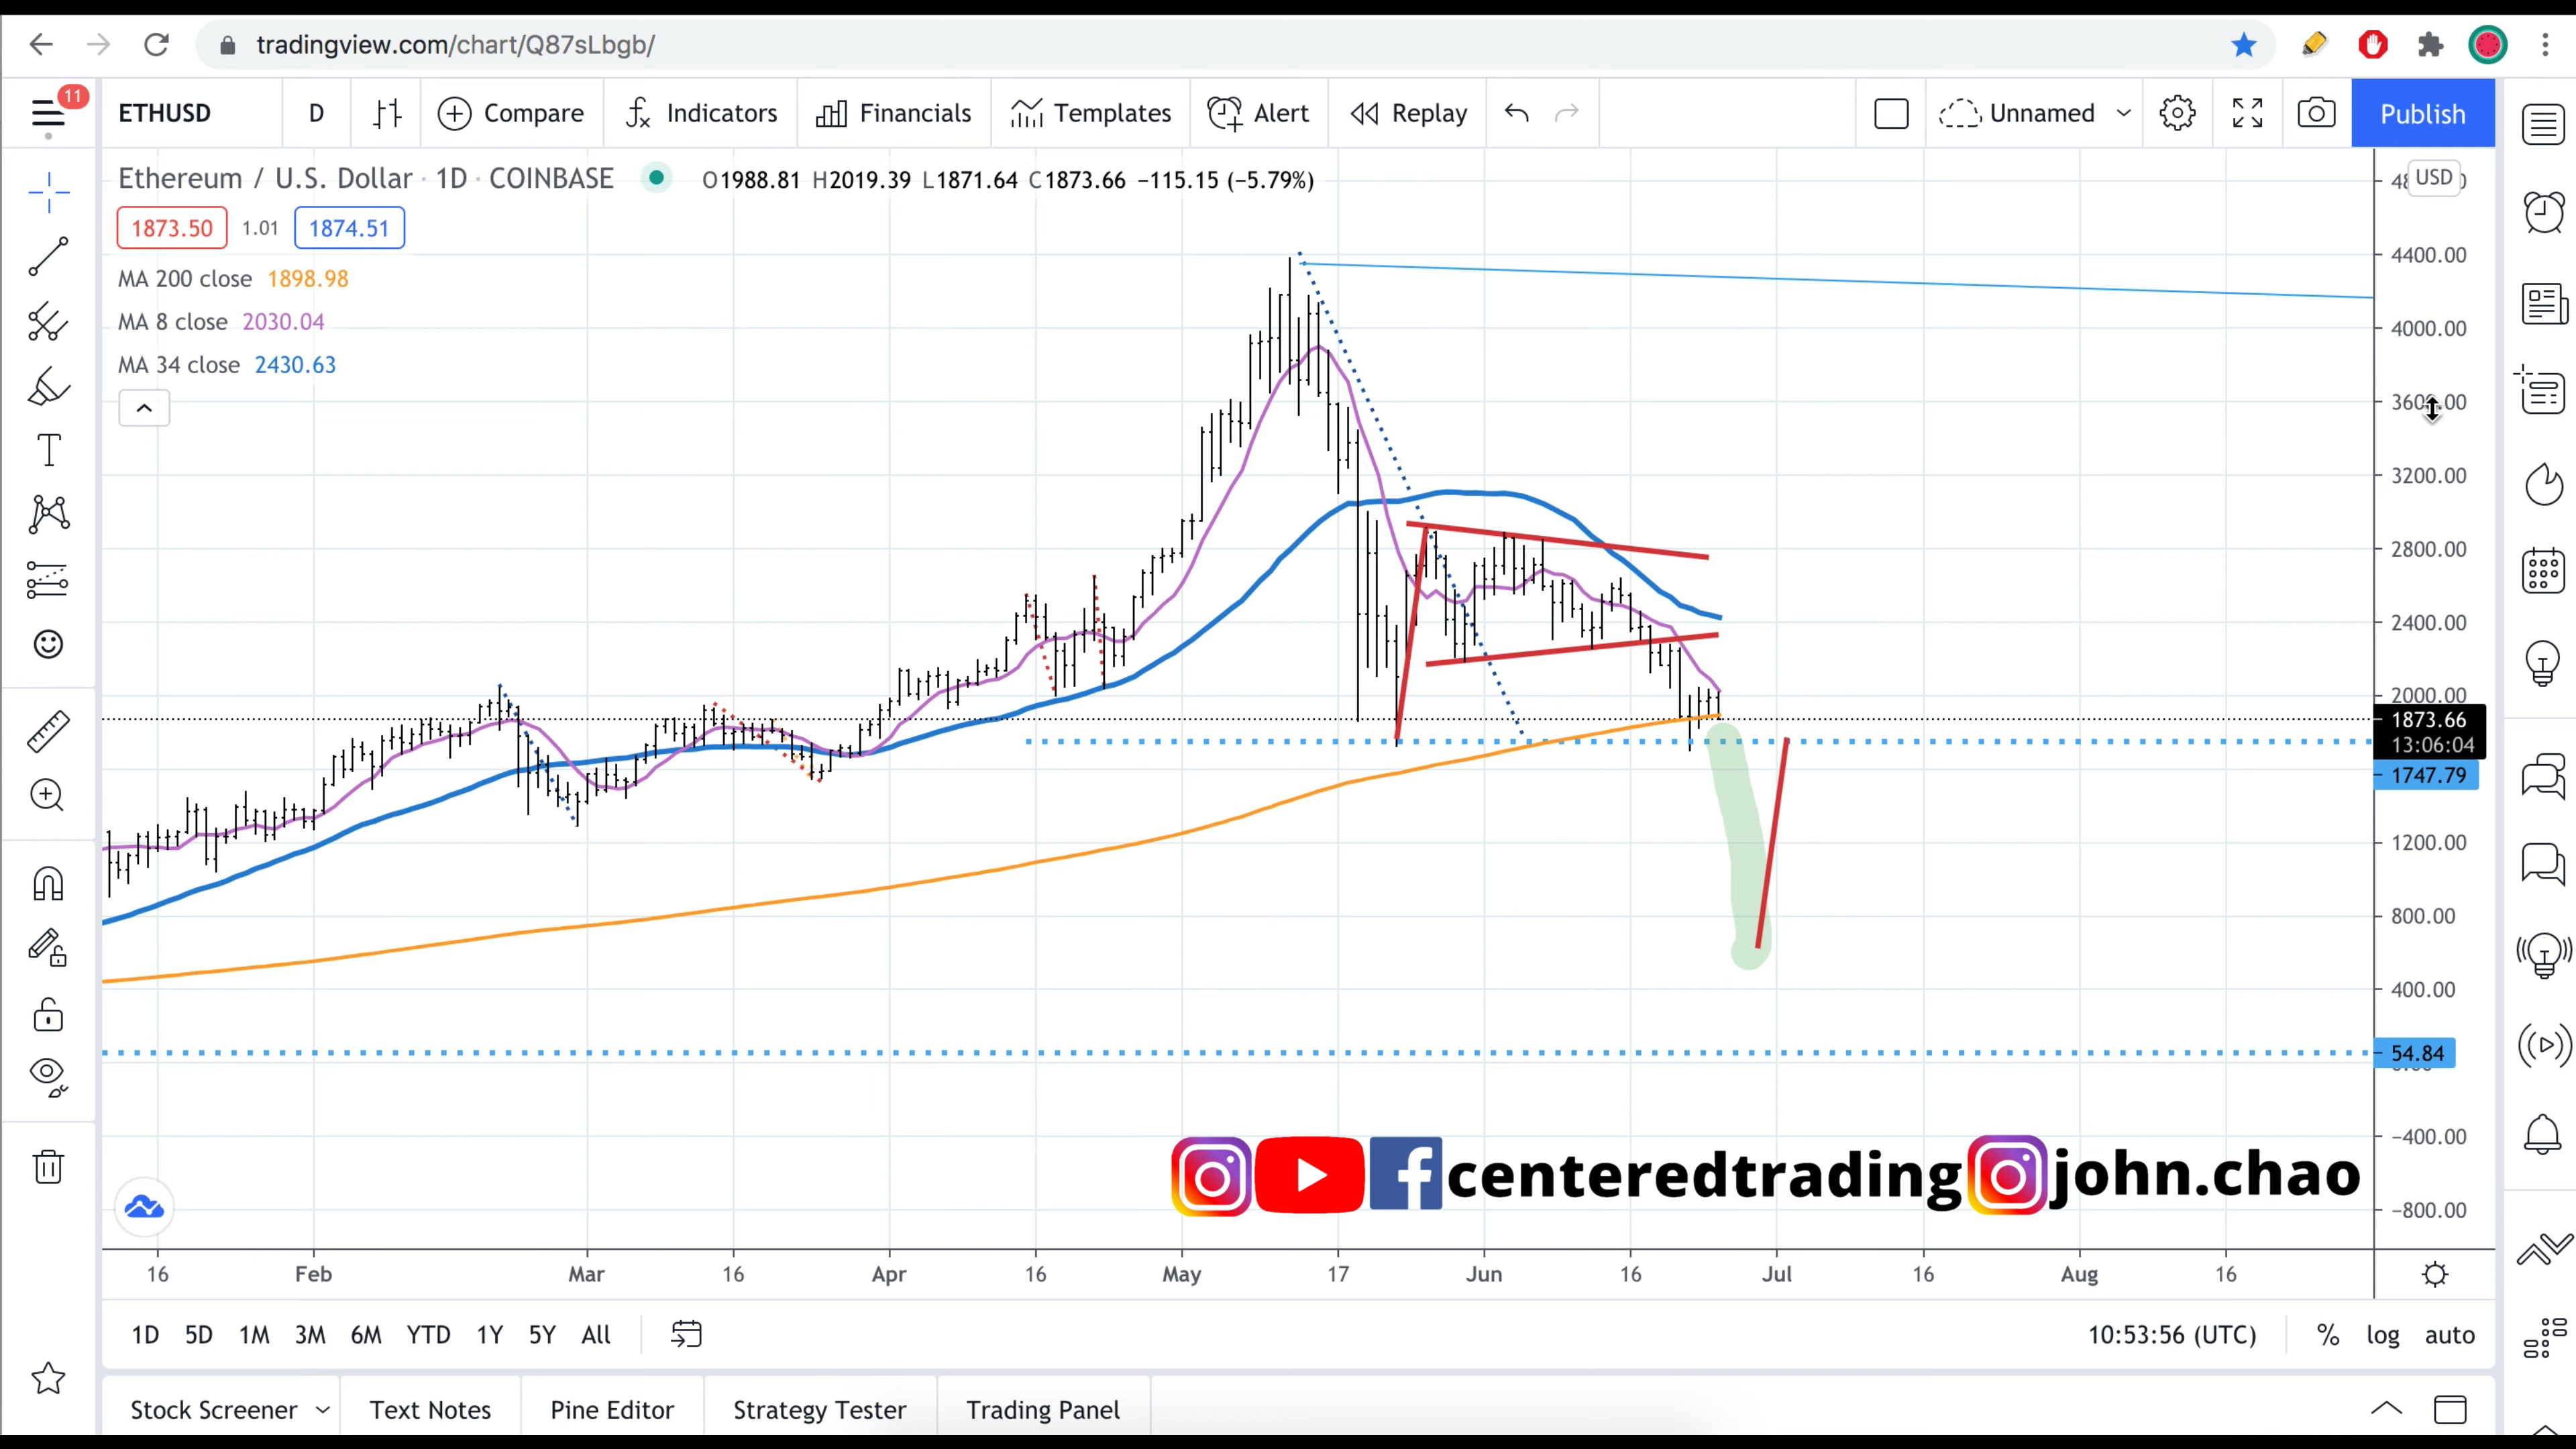 tradingview.com/chart/Q87sLbgb/
11
ETHUSD D Compare Indicators Financials Templates Alert Replay Unnamed Publish
Ethereum / U.S. Dollar · 1D · COINBASE O1988.81 H2019.39 L1871.64 C1873.66 −115.15 (−5.79%)
USD
1873.50 1.01 1874.51
MA 200 close 1898.98
MA 8 close 2030.04
MA 34 close 2430.63
4400.00
4000.00
3200.00
2800.00
2400.00
2000.00
1873.66
13:06:04
1747.79
1200.00
800.00
400.00
54.84
−400.00
−800.00
centeredtrading john.chao
16 Feb Mar 16 Apr 16 May 17 Jun 16 Jul 16 Aug 16
1D 5D 1M 3M 6M YTD 1Y 5Y All 10:53:56 (UTC) % log auto
Stock Screener Text Notes Pine Editor Strategy Tester Trading Panel